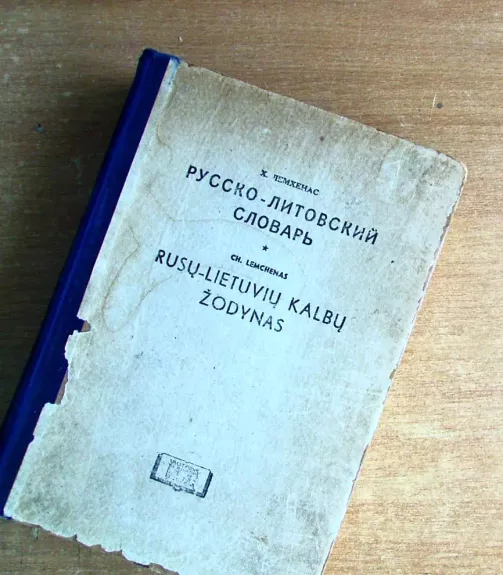 Х. ЛЕМХЕНАС
РУССКО-ЛИТОВСКИЙ
СЛОВАРЬ
*
CH. LEMCHENAS
RUSŲ-LIETUVIŲ KALBŲ
ŽODYNAS